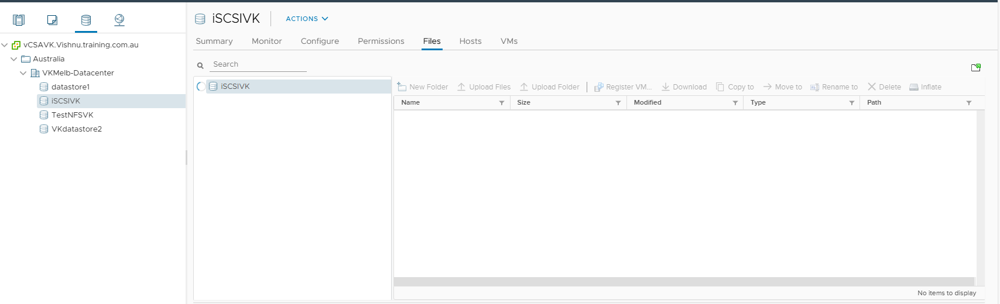 iSCSIVK
ACTIONS
Summary Monitor Configure Permissions Files Hosts VMs
vCSAVK.Vishnu.training.com.au
Australia
VKMelb-Datacenter
datastore1
iSCSIVK
TestNFSVK
VKdatastore2
Search
iSCSIVK
New Folder Upload Files Upload Folder Register VM... Download Copy to Move to Rename to Delete Inflate
Name Size Modified Type Path
No items to display